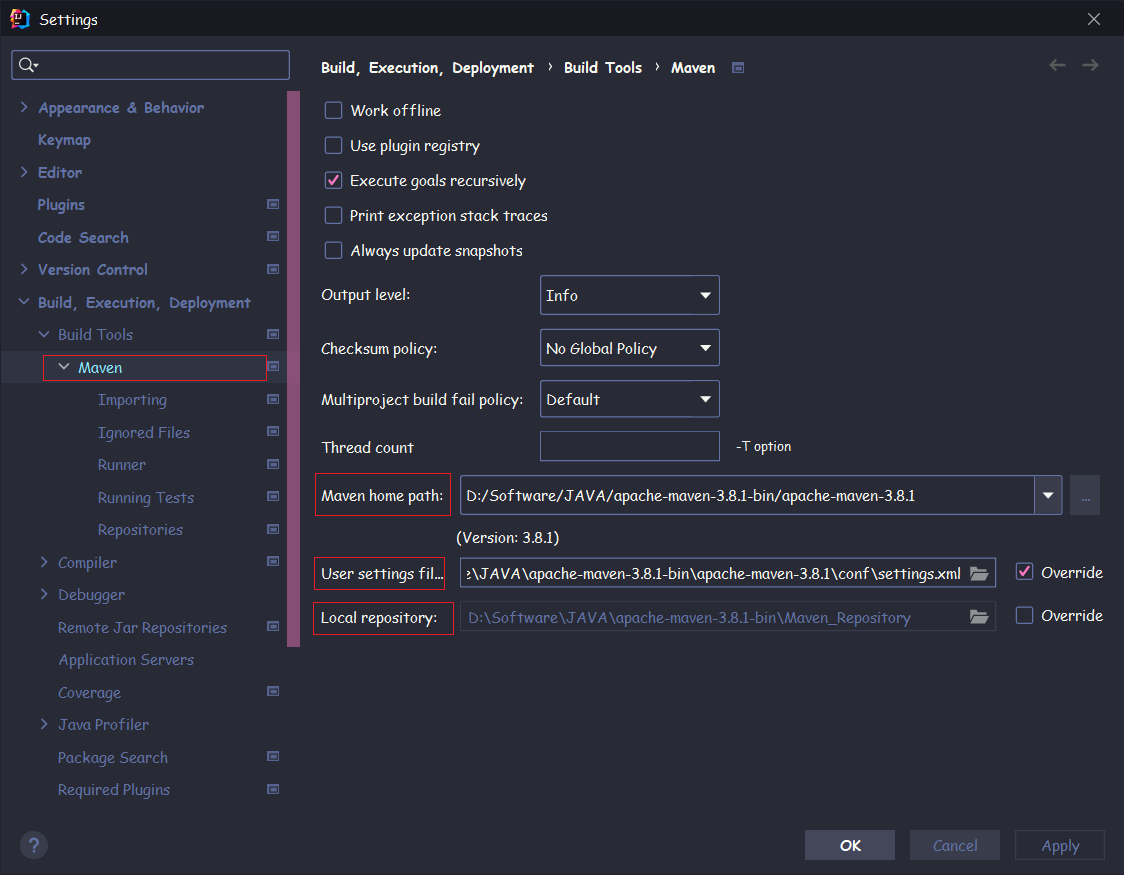 Settings
Build, Execution, Deployment › Build Tools › Maven
Appearance & Behavior
Keymap
Editor
Plugins
Code Search
Version Control
Build, Execution, Deployment
Build Tools
Maven
Importing
Ignored Files
Runner
Running Tests
Repositories
Compiler
Debugger
Remote Jar Repositories
Application Servers
Coverage
Java Profiler
Package Search
Required Plugins
Work offline
Use plugin registry
Execute goals recursively
Print exception stack traces
Always update snapshots
Output level: Info
Checksum policy: No Global Policy
Multiproject build fail policy: Default
Thread count -T option
Maven home path: D:/Software/JAVA/apache-maven-3.8.1-bin/apache-maven-3.8.1 ...
(Version: 3.8.1)
User settings fil... :\JAVA\apache-maven-3.8.1-bin\apache-maven-3.8.1\conf\settings.xml Override
Local repository: D:\Software\JAVA\apache-maven-3.8.1-bin\Maven_Repository Override
? OK Cancel Apply